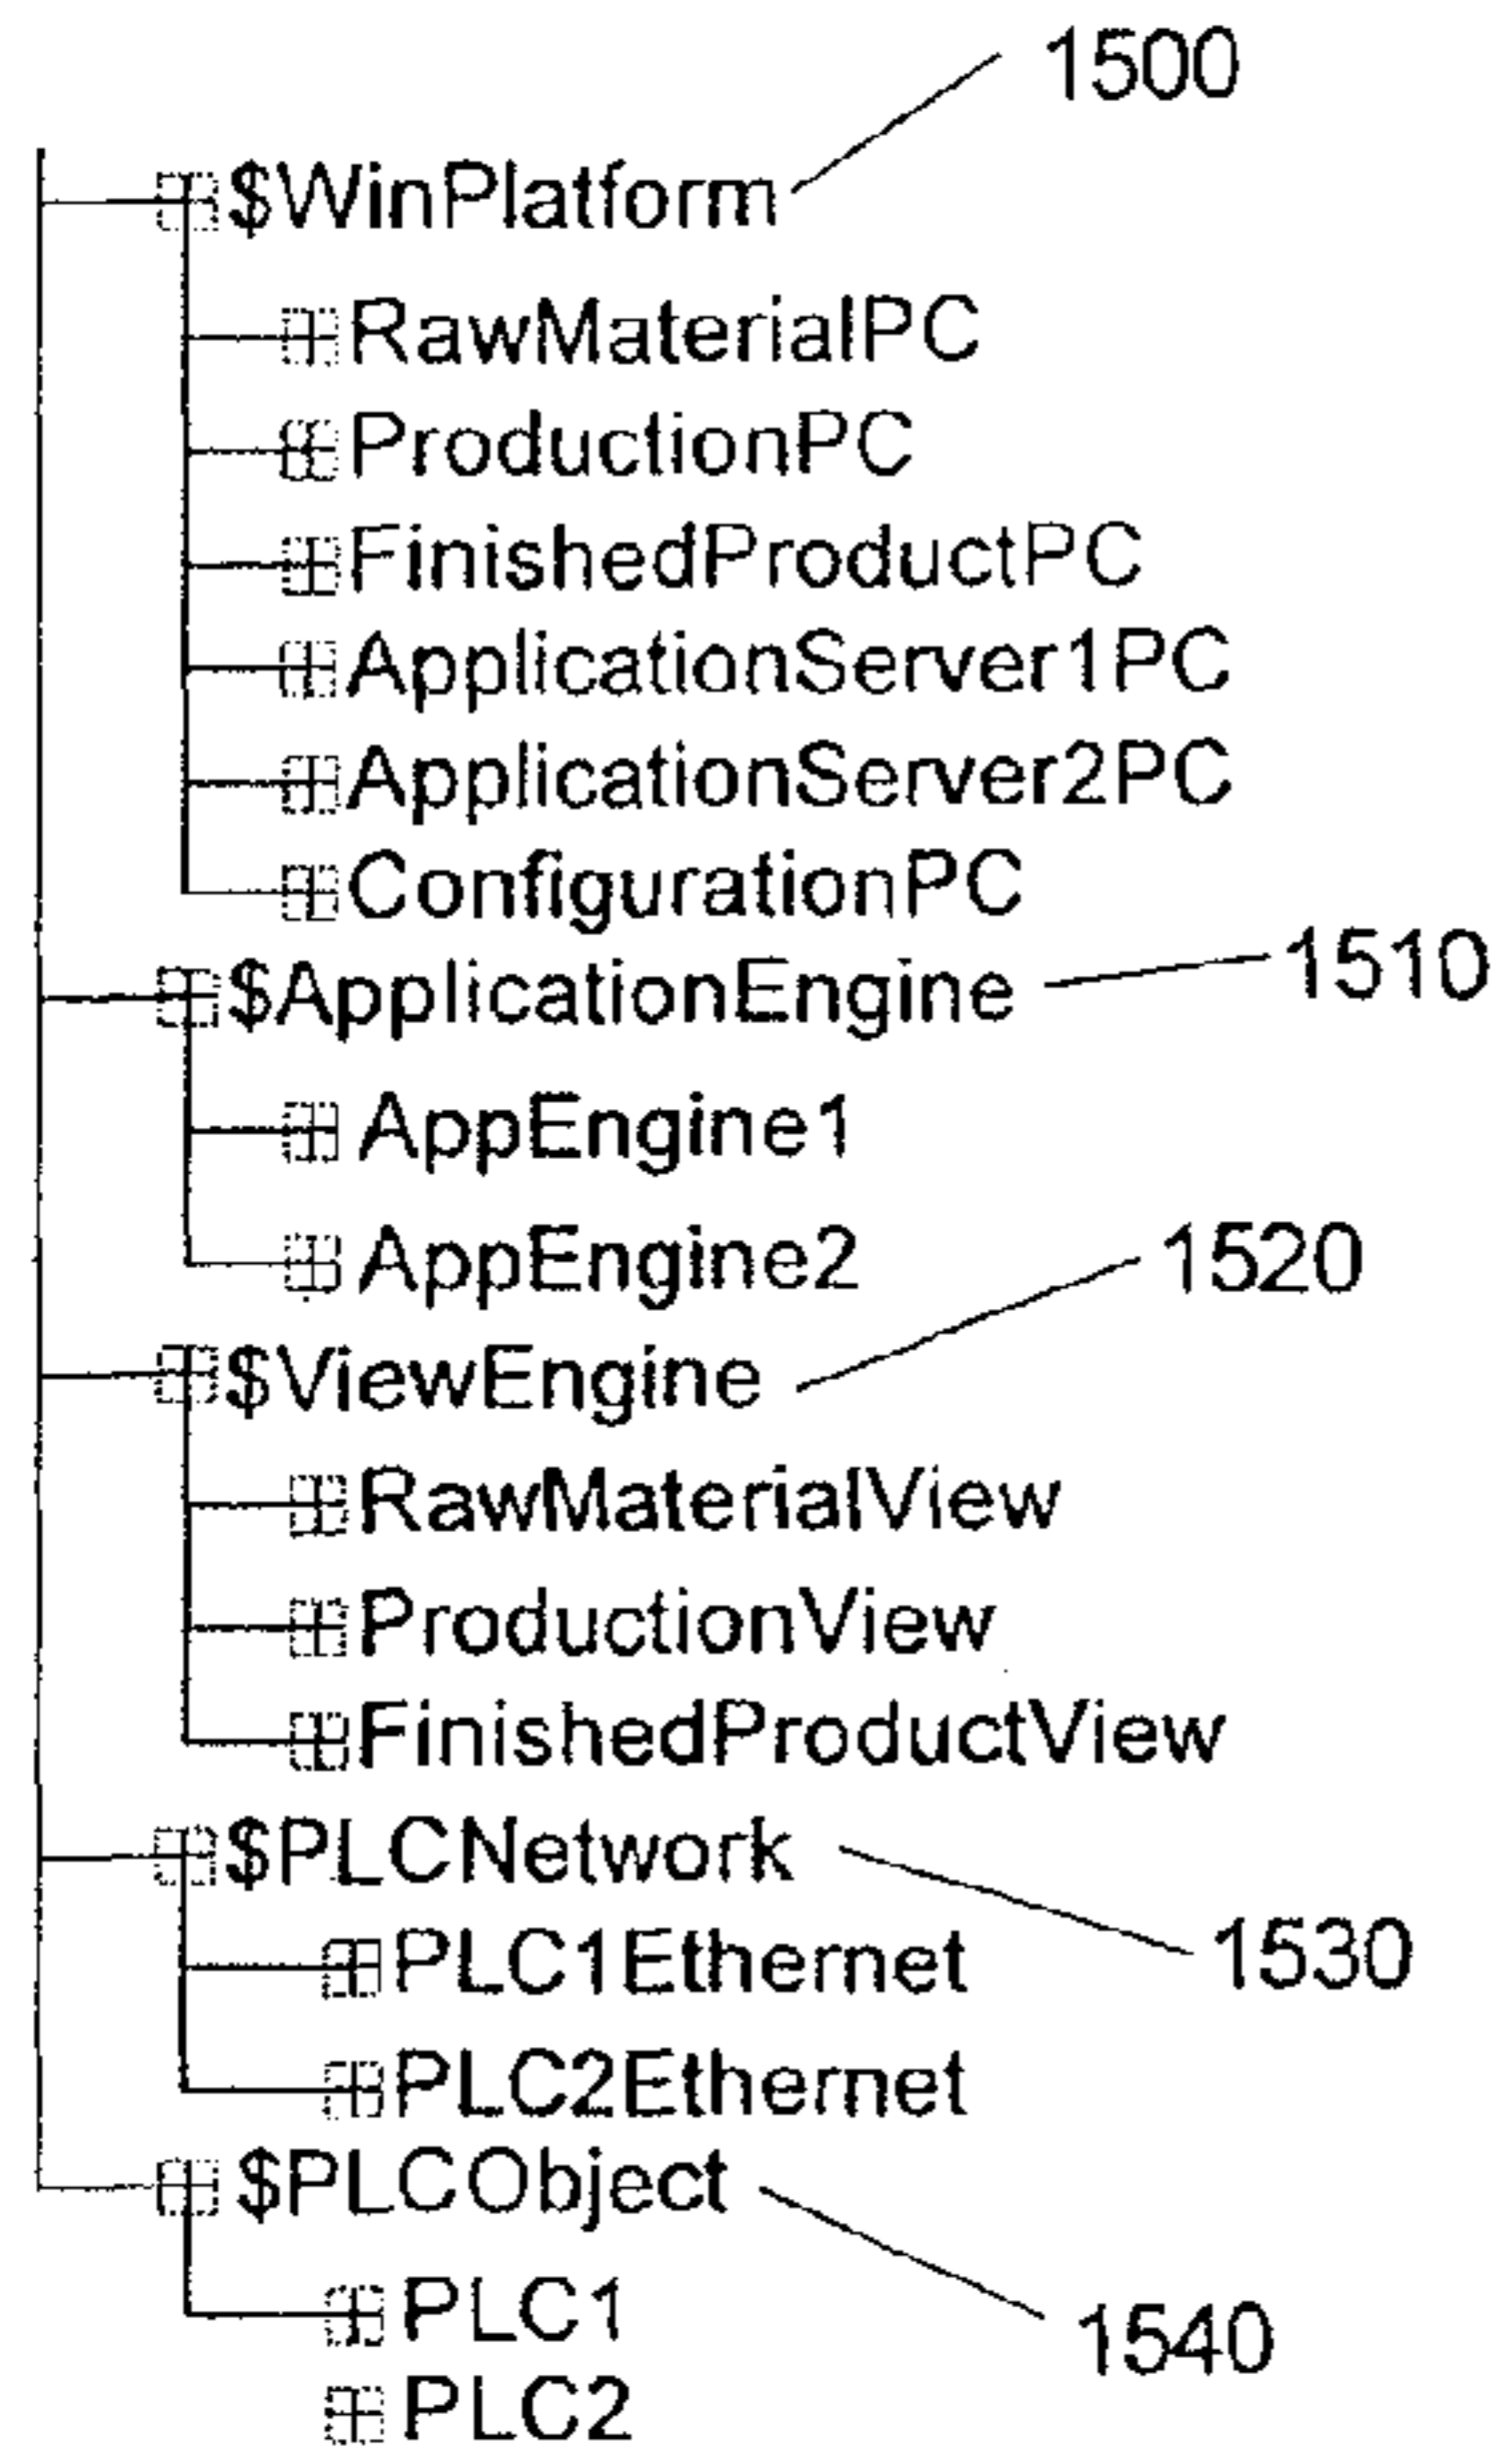 1500
$WinPlatform
RawMaterialPC
ProductionPC
FinishedProductPC
ApplicationServer1PC
ApplicationServer2PC
ConfigurationPC
1510
$ApplicationEngine
AppEngine1
AppEngine2
1520
$ViewEngine
RawMaterialView
ProductionView
FinishedProductView
$PLCNetwork
1530
PLC1Ethernet
PLC2Ethernet
$PLCObject
PLC1
1540
PLC2